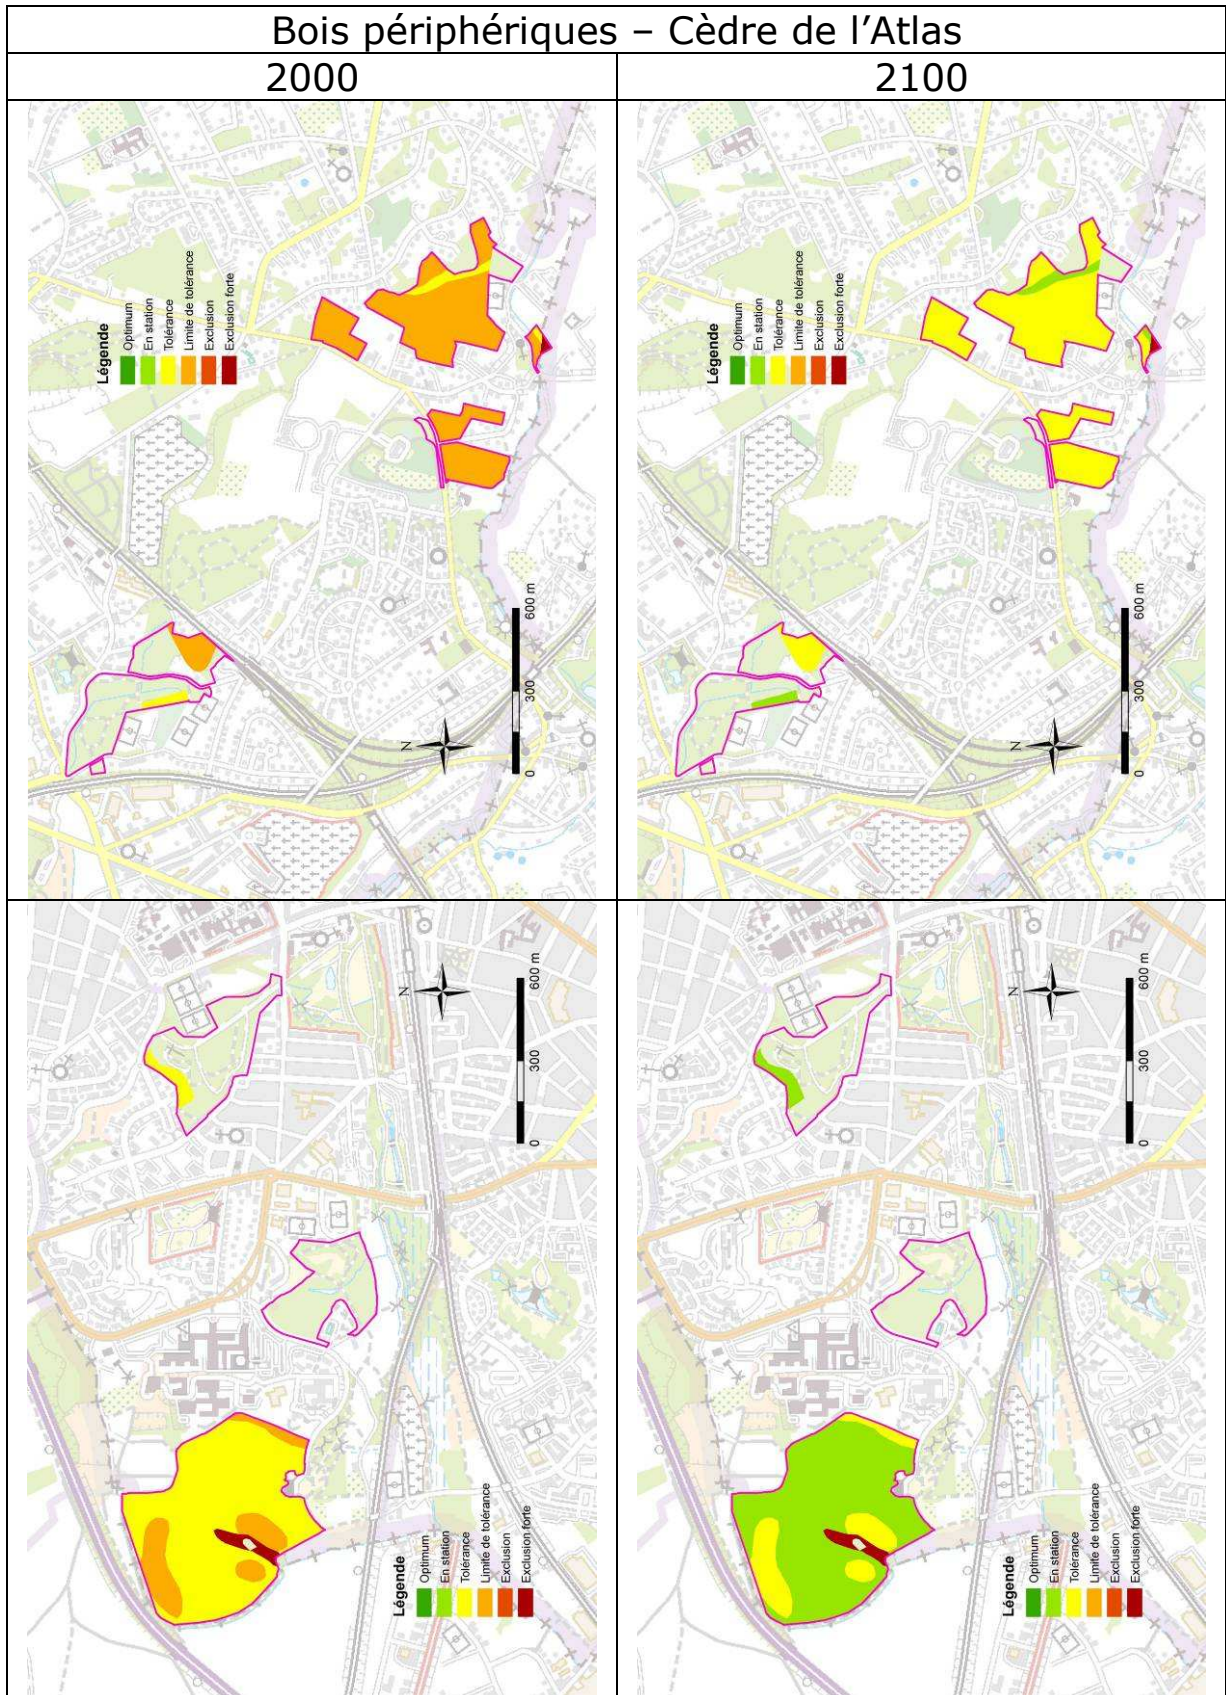 Bois périphériques – Cèdre de l’Atlas
2000
2100
Légende
Optimum
En station
Tolérance
Limite de tolérance
Exclusion
Exclusion forte
N
0
300
600 m
Légende
Optimum
En station
Tolérance
Limite de tolérance
Exclusion
Exclusion forte
N
0
300
600 m
N
0
300
600 m
Légende
Optimum
En station
Tolérance
Limite de tolérance
Exclusion
Exclusion forte
N
0
300
600 m
Légende
Optimum
En station
Tolérance
Limite de tolérance
Exclusion
Exclusion forte